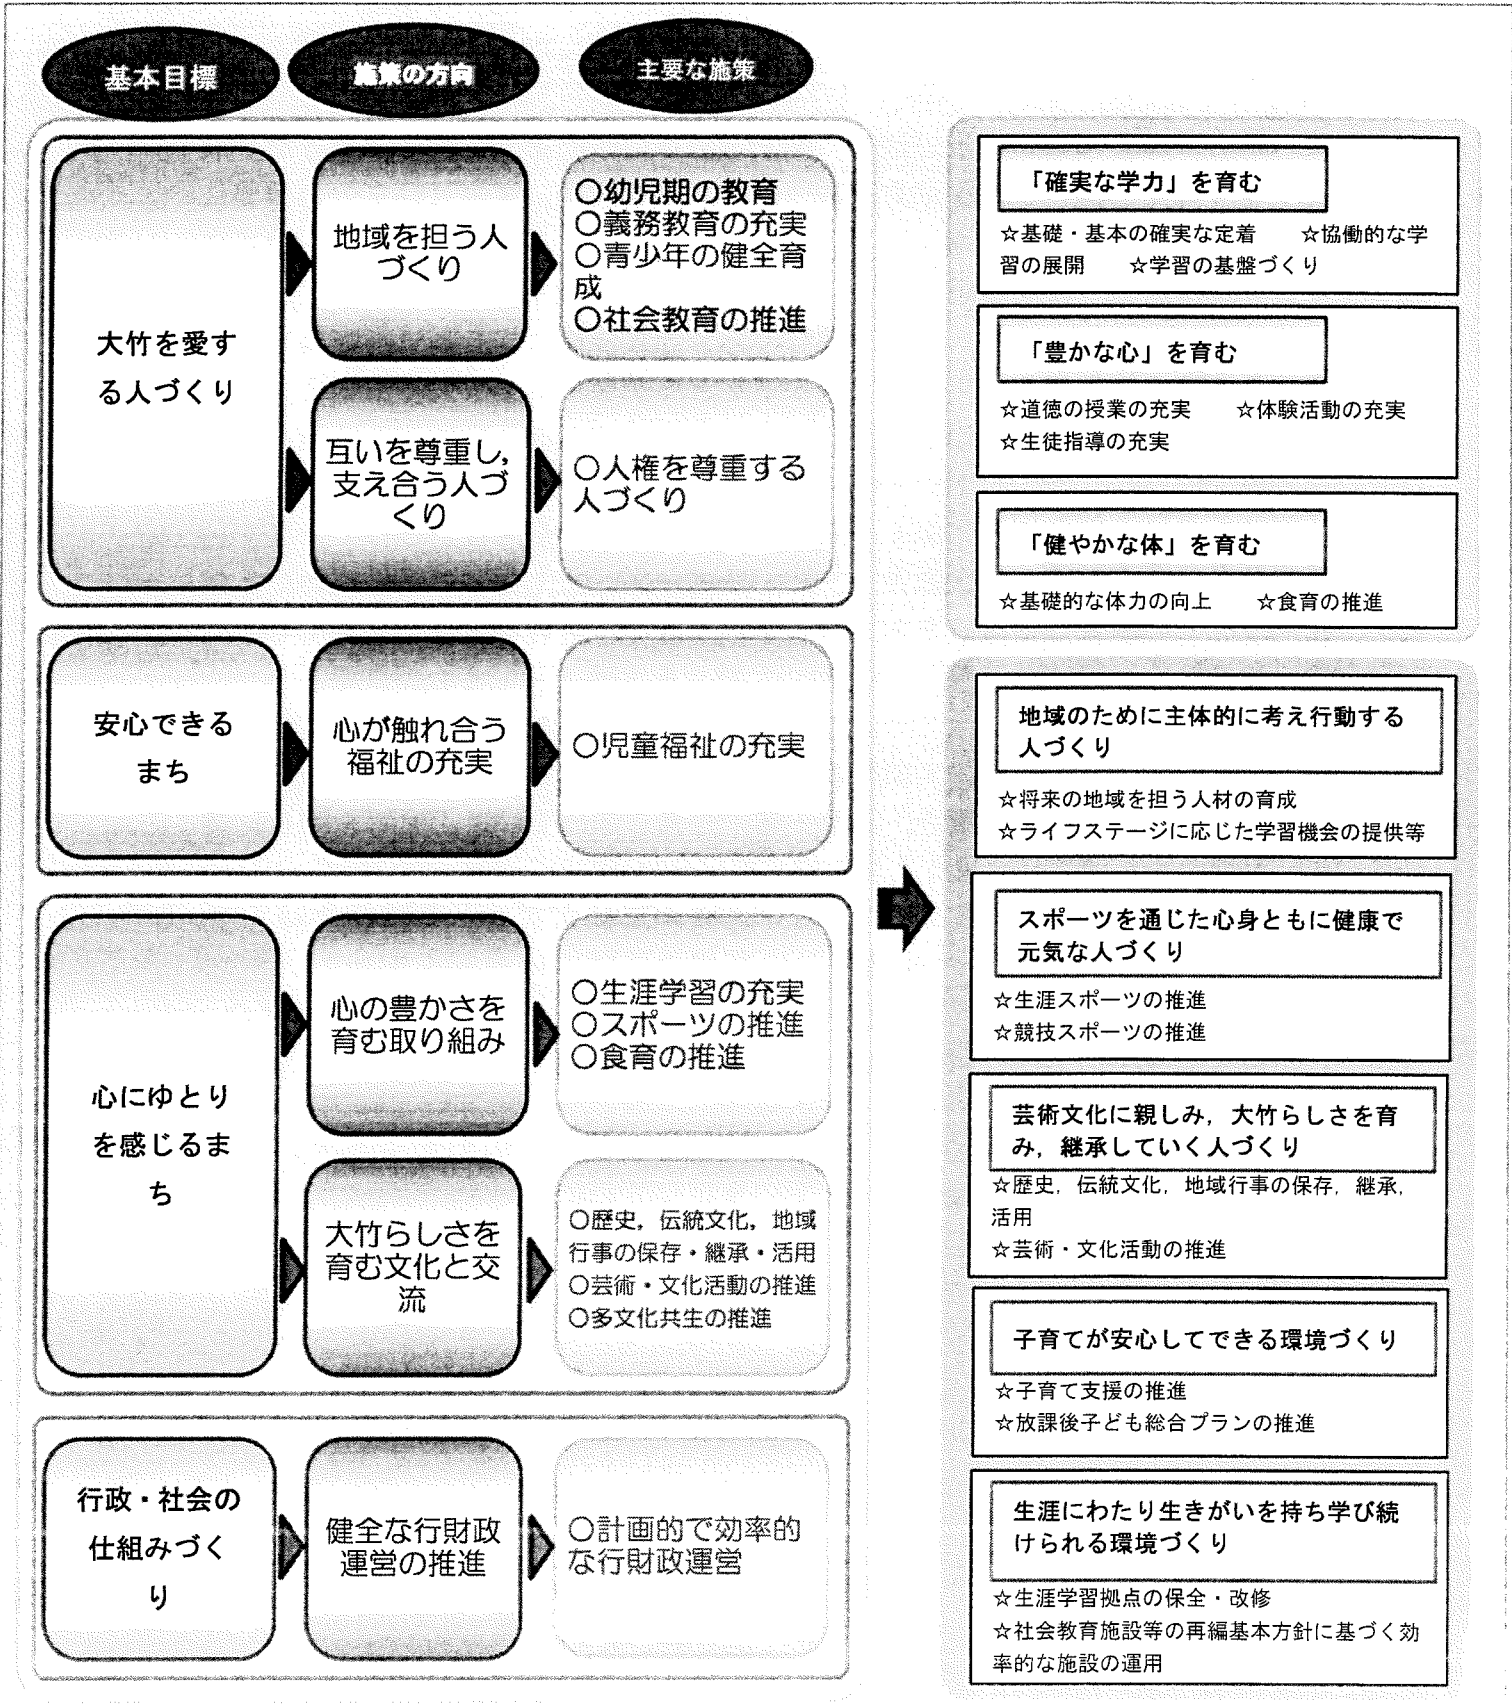 基本目標
施策の方向
主要な施策
大竹を愛す
る人づくり
地域を担う人
づくり
○幼児期の教育
○義務教育の充実
○青少年の健全育
成
○社会教育の推進
互いを尊重し，
支え合う人づ
くり
○人権を尊重する
人づくり
安心できる
まち
心が触れ合う
福祉の充実
○児童福祉の充実
心にゆとり
を感じるま
ち
心の豊かさを
育む取り組み
○生涯学習の充実
○スポーツの推進
○食育の推進
大竹らしさを
育む文化と交
流
○歴史，伝統文化，地域
行事の保存・継承・活用
○芸術・文化活動の推進
○多文化共生の推進
行政・社会の
仕組みづく
り
健全な行財政
運営の推進
○計画的で効率的
な行財政運営
「確実な学力」を育む
☆基礎・基本の確実な定着　　☆協働的な学
習の展開　　☆学習の基盤づくり
「豊かな心」を育む
☆道徳の授業の充実　　☆体験活動の充実
☆生徒指導の充実
「健やかな体」を育む
☆基礎的な体力の向上　　☆食育の推進
地域のために主体的に考え行動する
人づくり
☆将来の地域を担う人材の育成
☆ライフステージに応じた学習機会の提供等
スポーツを通じた心身ともに健康で
元気な人づくり
☆生涯スポーツの推進
☆競技スポーツの推進
芸術文化に親しみ，大竹らしさを育
み，継承していく人づくり
☆歴史，伝統文化，地域行事の保存，継承，
活用
☆芸術・文化活動の推進
子育てが安心してできる環境づくり
☆子育て支援の推進
☆放課後子ども総合プランの推進
生涯にわたり生きがいを持ち学び続
けられる環境づくり
☆生涯学習拠点の保全・改修
☆社会教育施設等の再編基本方針に基づく効
率的な施設の運用